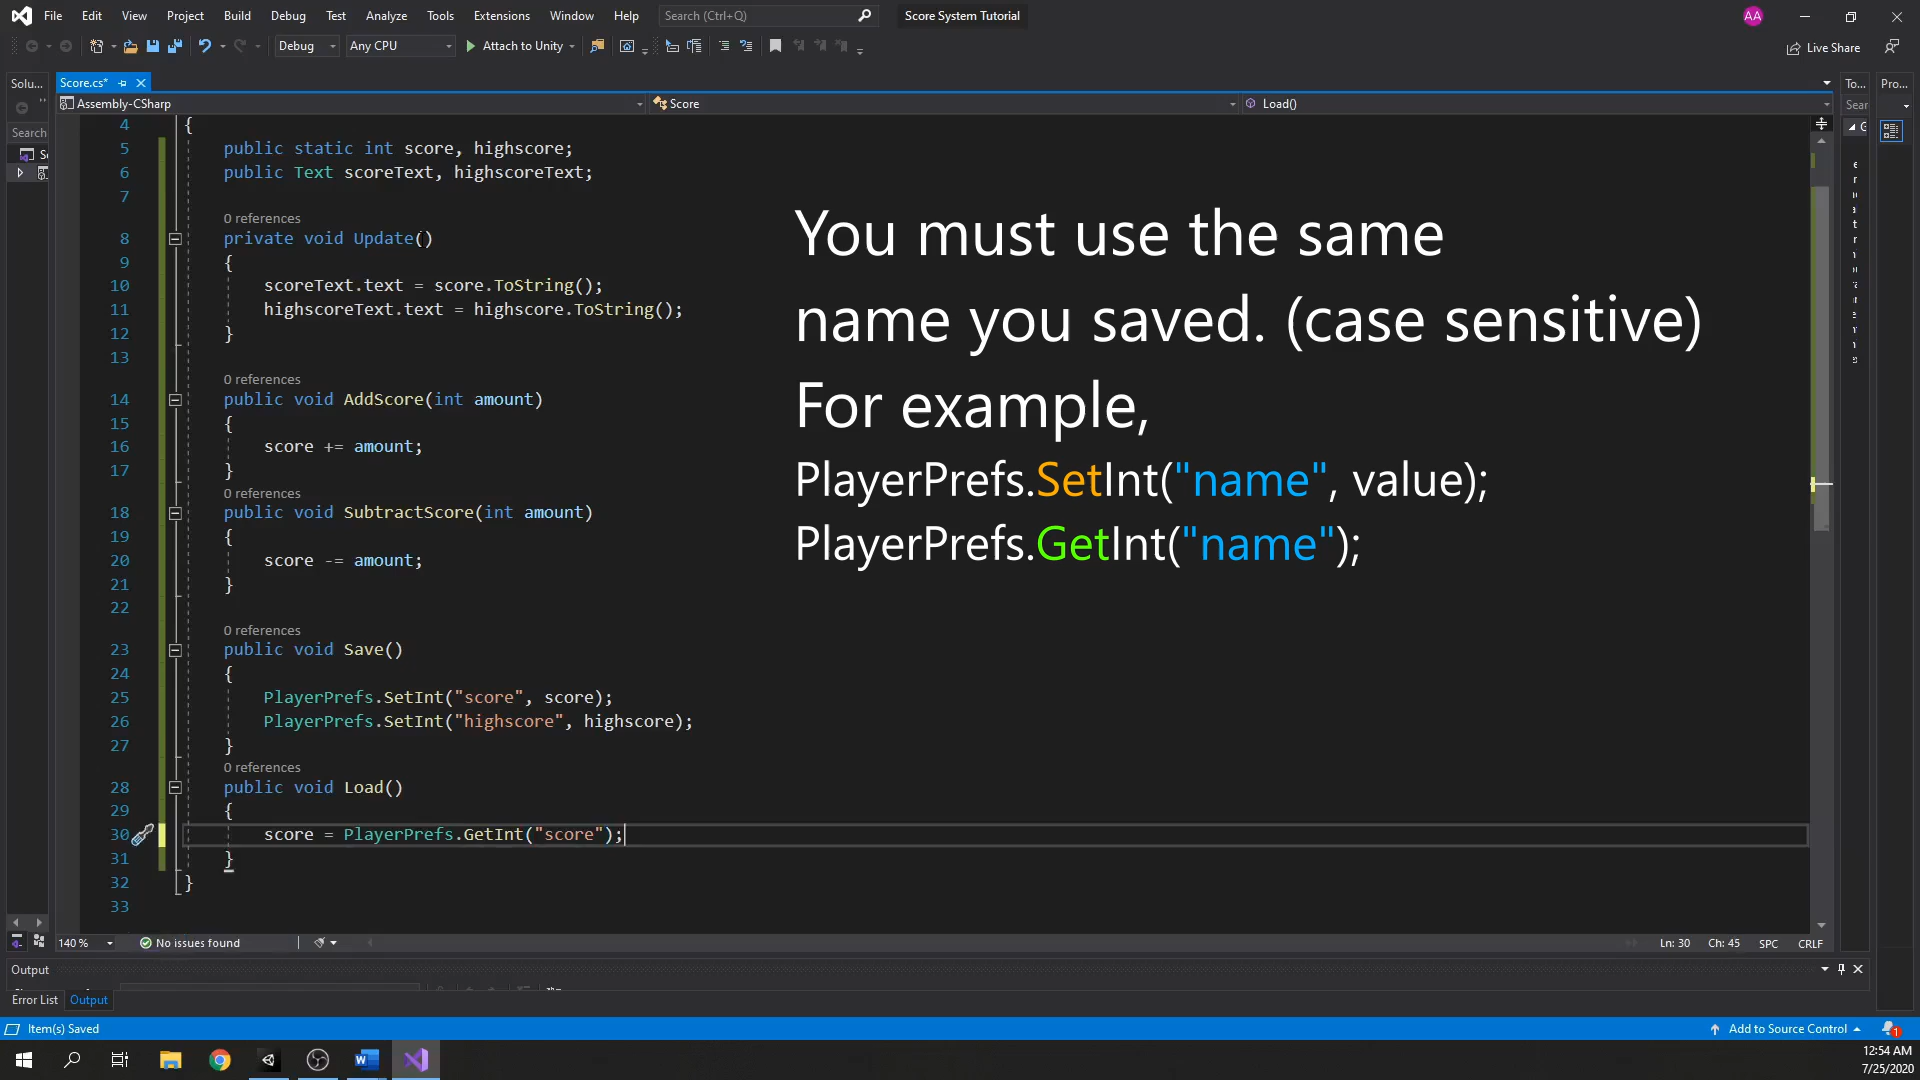 File Edit View Project Build Debug Test Analyze Tools Extensions Window Help Search (Ctrl+Q) Score System Tutorial AA
Debug Any CPU Attach to Unity Live Share
Solu... Score.cs* To... Pro...
Assembly-CSharp Score Load() Sear
Search
4 {
5 public static int score, highscore;
6 public Text scoreText, highscoreText;
7
0 references
8 private void Update()
9 {
10 scoreText.text = score.ToString();
11 highscoreText.text = highscore.ToString();
12 }
13
0 references
14 public void AddScore(int amount)
15 {
16 score += amount;
17 }
0 references
18 public void SubtractScore(int amount)
19 {
20 score -= amount;
21 }
22
0 references
23 public void Save()
24 {
25 PlayerPrefs.SetInt("score", score);
26 PlayerPrefs.SetInt("highscore", highscore);
27 }
0 references
28 public void Load()
29 {
30 score = PlayerPrefs.GetInt("score");
31 }
32 }
33
You must use the same
name you saved. (case sensitive)
For example,
PlayerPrefs.SetInt("name", value);
PlayerPrefs.GetInt("name");
140 % No issues found Ln: 30 Ch: 45 SPC CRLF
Output
Error List Output
Item(s) Saved Add to Source Control 1
12:54 AM
7/25/2020